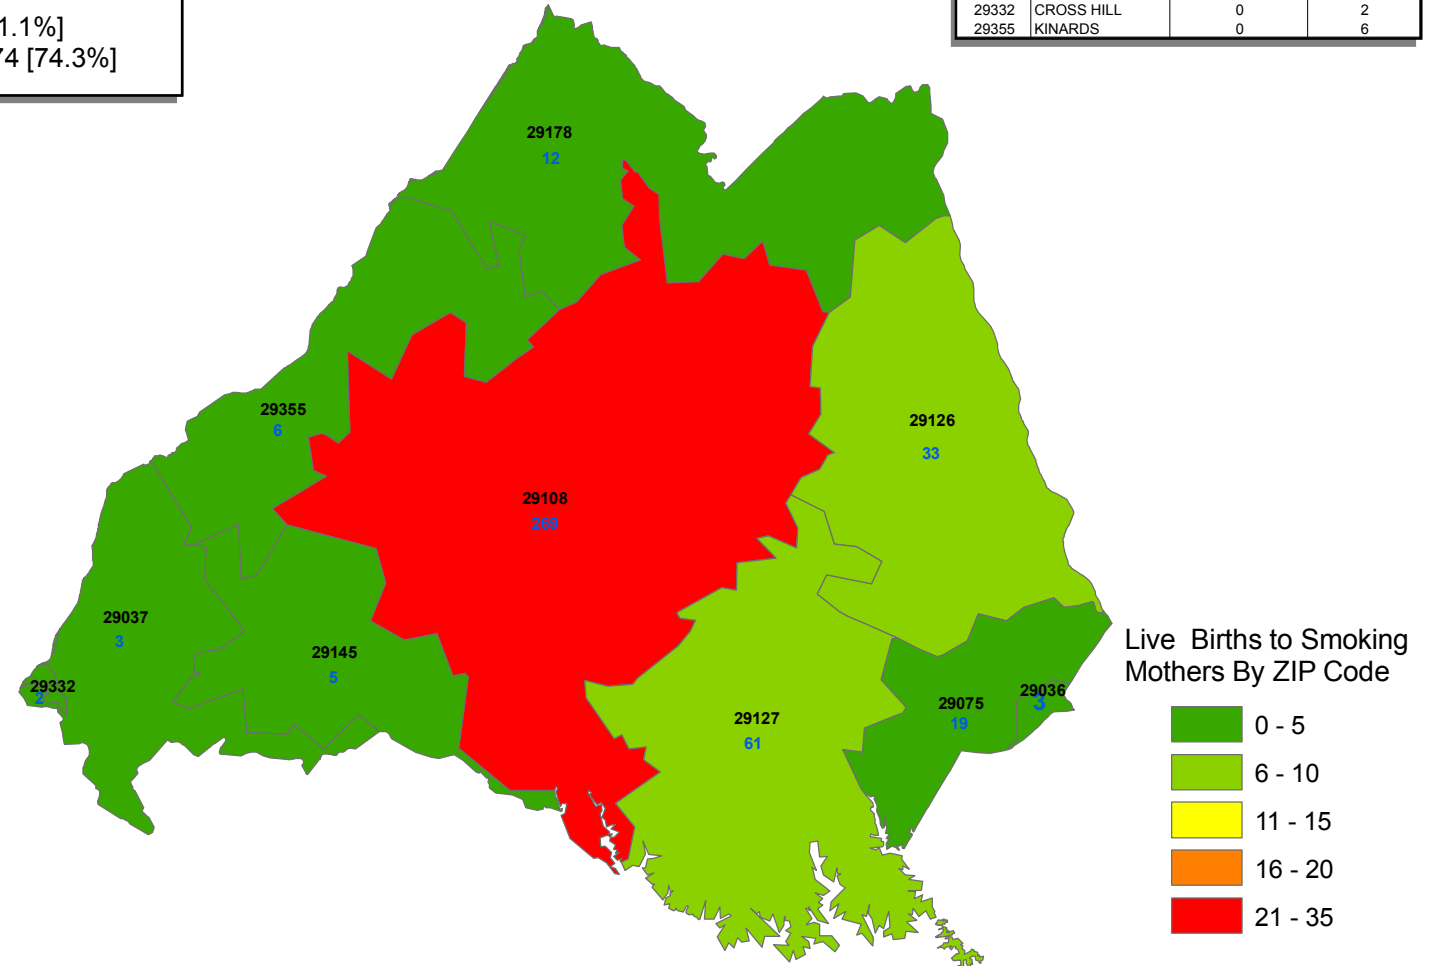 1.1%]
74 [74.3%]
29332 CROSS HILL 0 2
29355 KINARDS 0 6
29178
12
29355
6
29126
33
29108
269
29037
3
29145
5
29332
2
29127
61
29075
19
29036
3
Live Births to Smoking
Mothers By ZIP Code
0 - 5
6 - 10
11 - 15
16 - 20
21 - 35